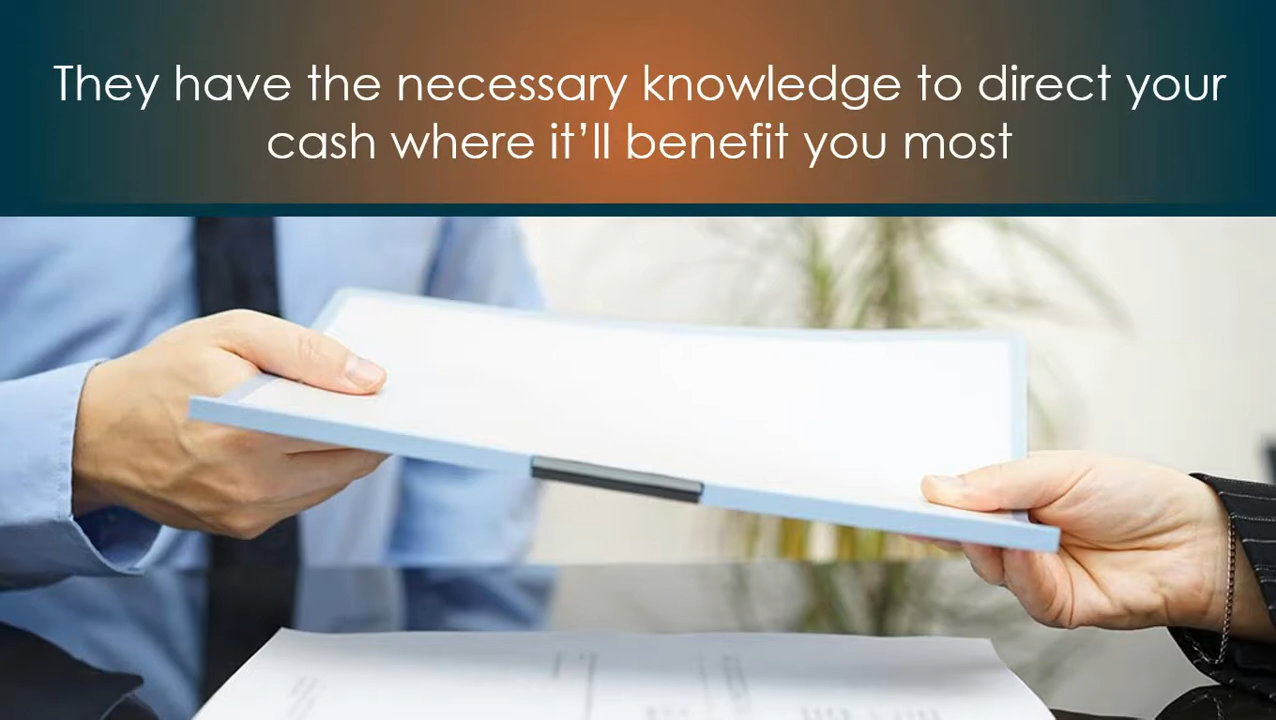 They have the necessary knowledge to direct your
cash where it’ll benefit you most